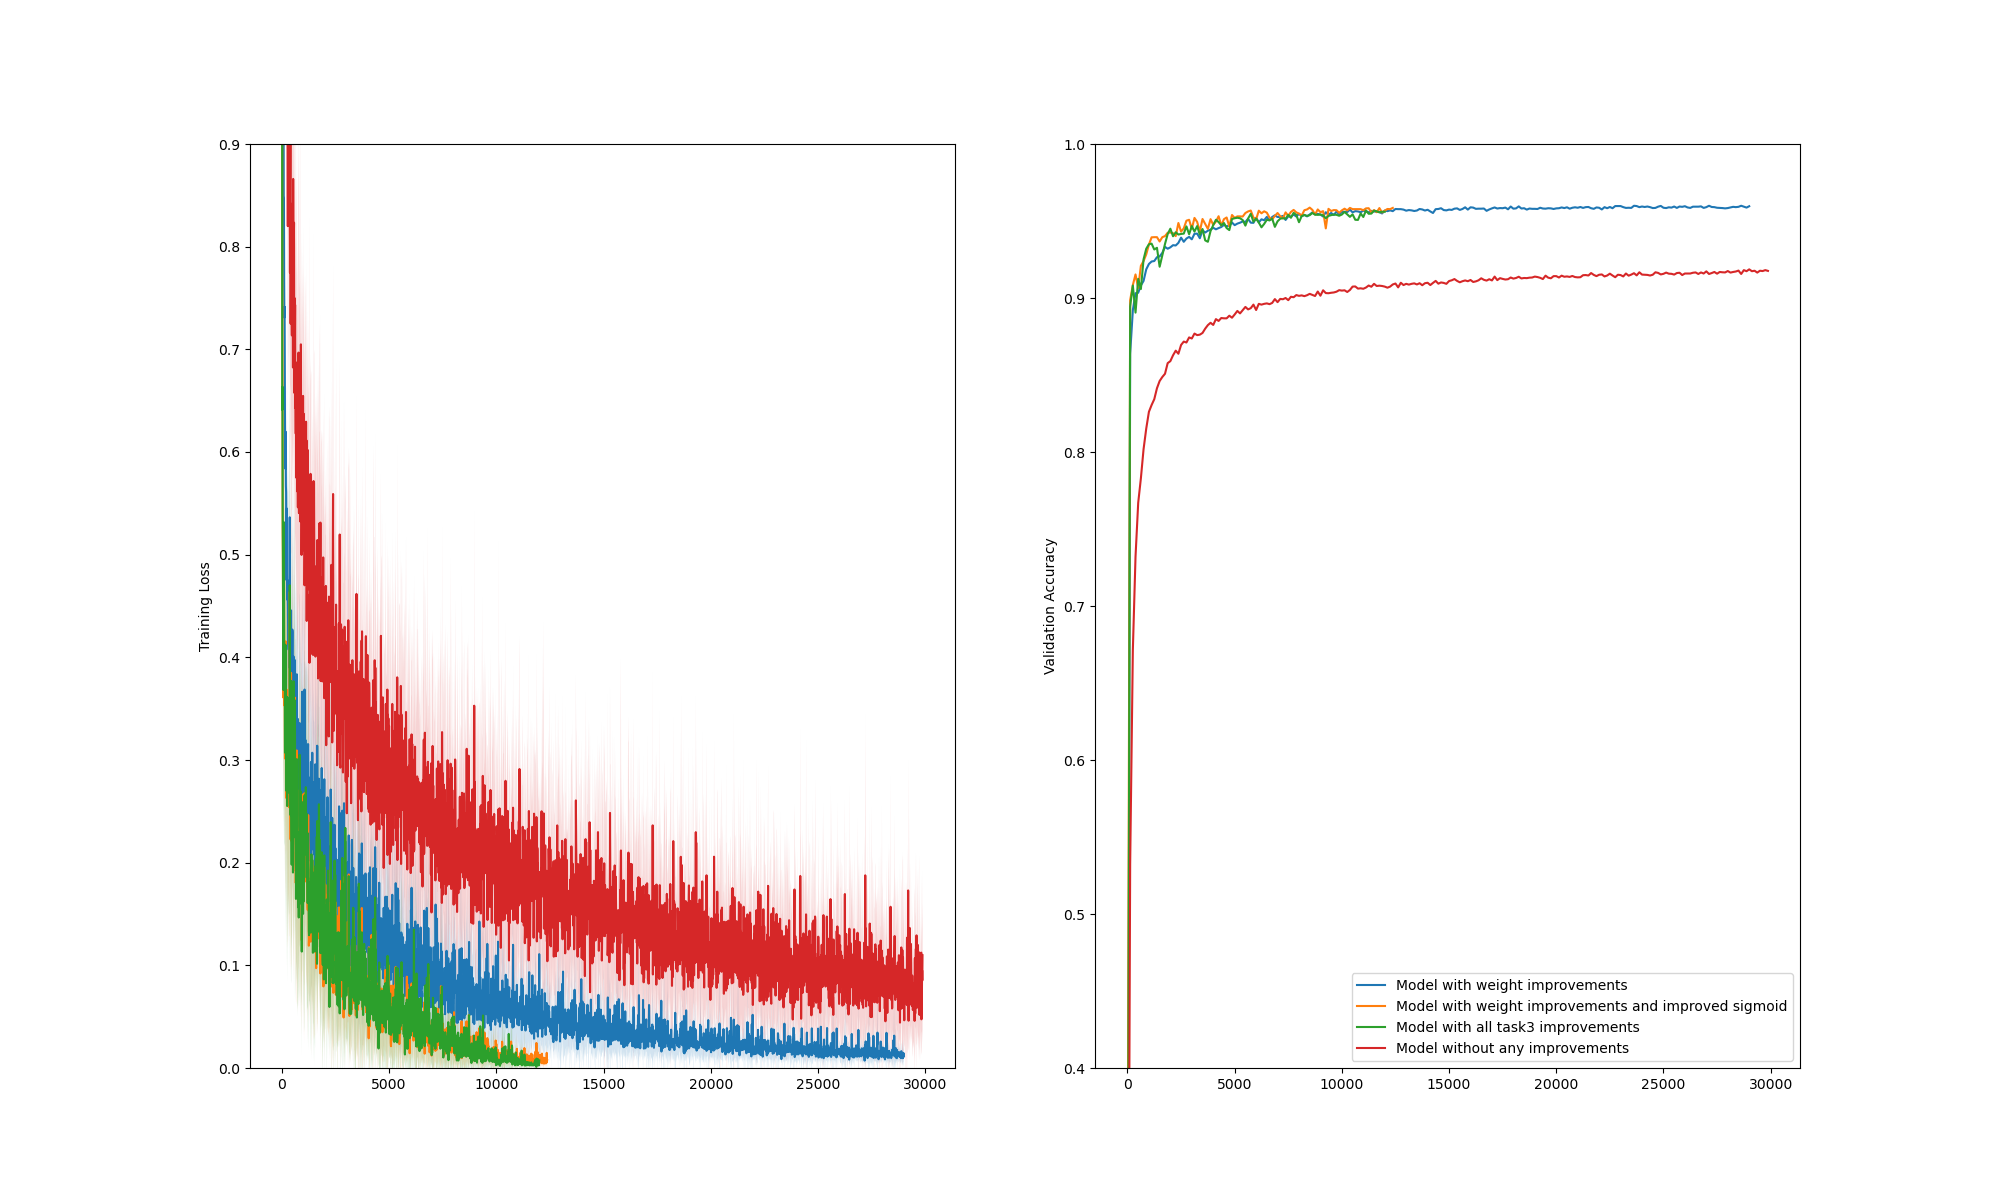 0.9
0.8
0.7
0.6
0.5
0.4
0.3
0.2
0.1
0.0
Training Loss
0 5000 10000 15000 20000 25000 30000
1.0
0.9
0.8
0.7
0.6
0.5
0.4
Validation Accuracy
0 5000 10000 15000 20000 25000 30000
Model with weight improvements
Model with weight improvements and improved sigmoid
Model with all task3 improvements
Model without any improvements